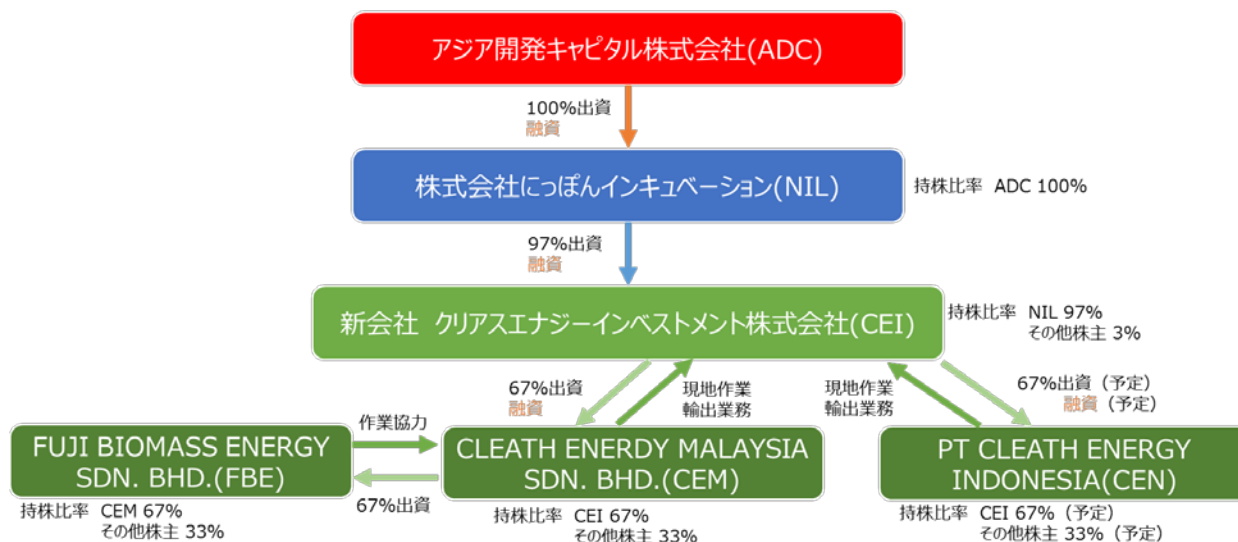 アジア開発キャピタル株式会社(ADC)
100%出資
融資
株式会社にっぽんインキュベーション(NIL)
持株比率 ADC 100%
97%出資
融資
新会社 クリアスエナジーインベストメント株式会社(CEI)
持株比率 NIL 97%
その他株主 3%
67%出資
融資
現地作業
輸出業務
現地作業
輸出業務
67%出資（予定）
融資（予定）
FUJI BIOMASS ENERGY
SDN. BHD.(FBE)
作業協力
67%出資
CLEATH ENERDY MALAYSIA
SDN. BHD.(CEM)
PT CLEATH ENERGY
INDONESIA(CEN)
持株比率 CEM 67%
その他株主 33%
持株比率 CEI 67%
その他株主 33%
持株比率 CEI 67%（予定）
その他株主 33%（予定）